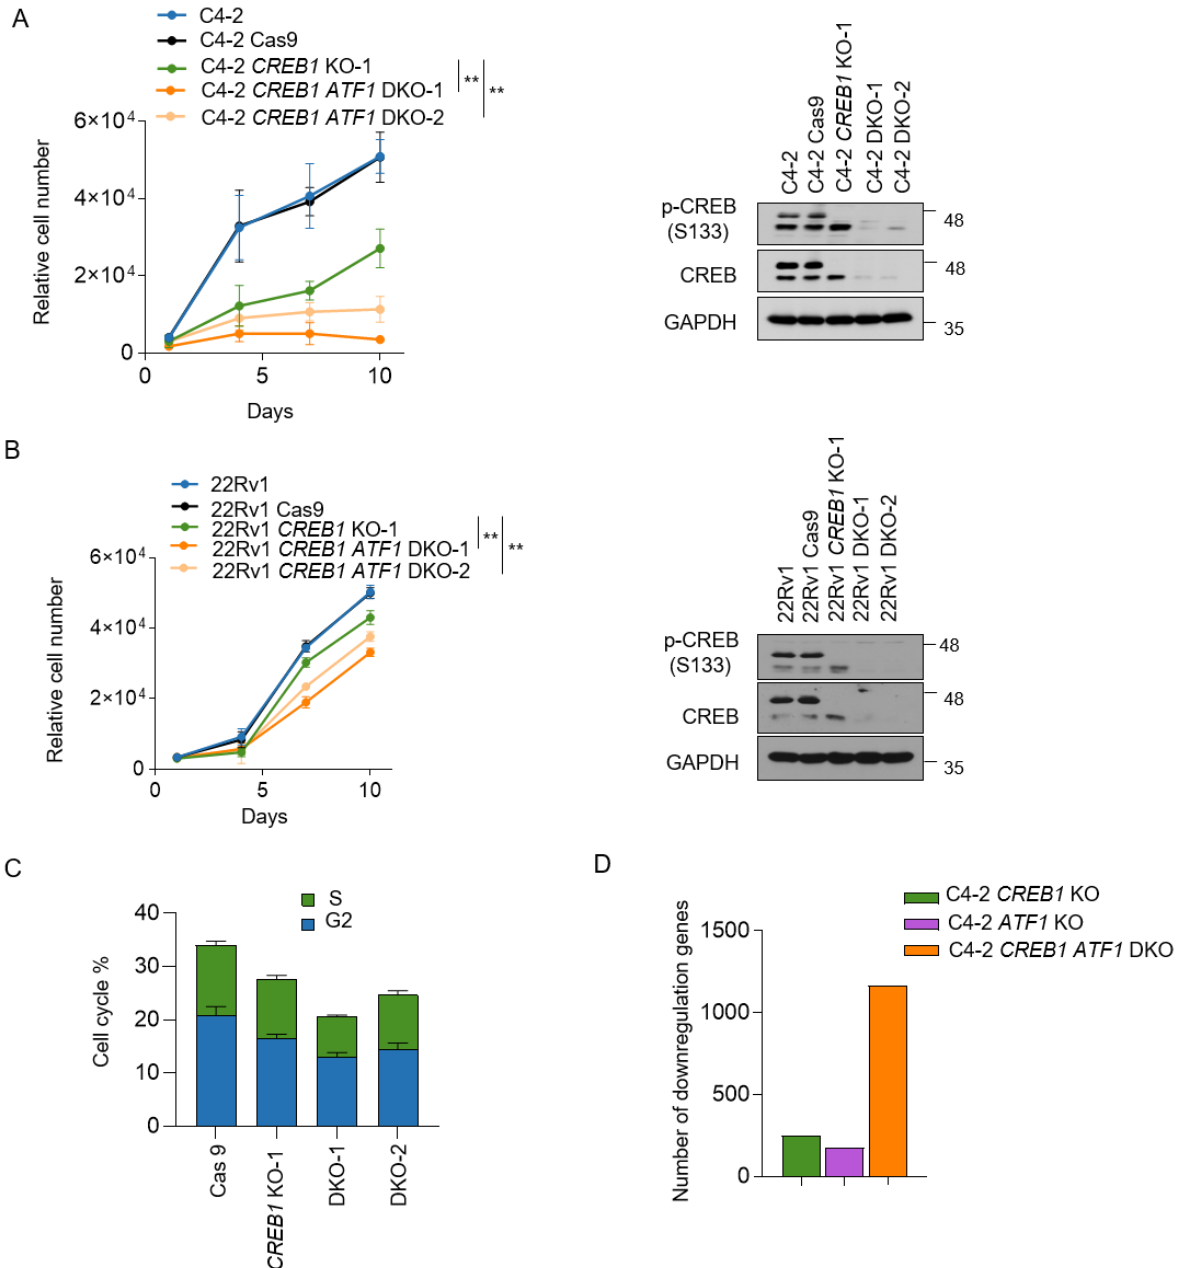 A
C4-2
C4-2 Cas9
C4-2 CREB1 KO-1
C4-2 CREB1 ATF1 DKO-1
C4-2 CREB1 ATF1 DKO-2
**
**
6×10⁴
4×10⁴
2×10⁴
0
Relative cell number
0
5
10
Days
C4-2
C4-2 Cas9
C4-2 CREB1 KO-1
C4-2 DKO-1
C4-2 DKO-2
p-CREB
(S133)
48
CREB
48
GAPDH
35
B
22Rv1
22Rv1 Cas9
22Rv1 CREB1 KO-1
22Rv1 CREB1 ATF1 DKO-1
22Rv1 CREB1 ATF1 DKO-2
**
**
6×10⁴
4×10⁴
2×10⁴
0
Relative cell number
0
5
10
Days
22Rv1
22Rv1 Cas9
22Rv1 CREB1 KO-1
22Rv1 DKO-1
22Rv1 DKO-2
p-CREB
(S133)
48
CREB
48
GAPDH
35
C
S
G2
40
30
20
10
0
Cell cycle %
Cas 9
CREB1 KO-1
DKO-1
DKO-2
D
C4-2 CREB1 KO
C4-2 ATF1 KO
C4-2 CREB1 ATF1 DKO
1500
1000
500
0
Number of downregulation genes